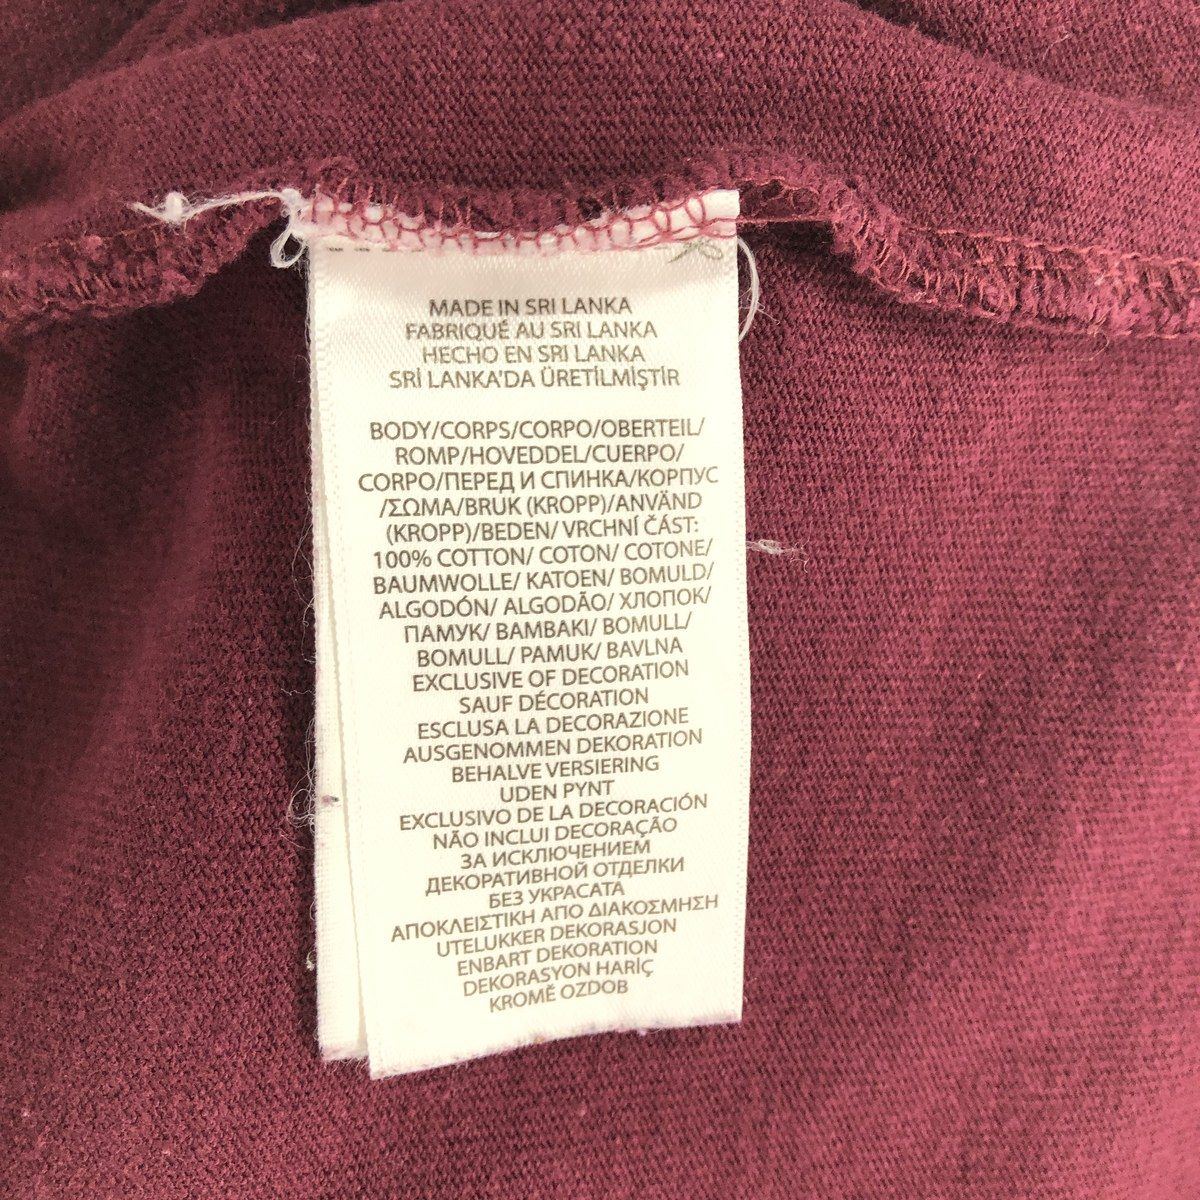 MADE IN SRI LANKA
FABRIQUÉ AU SRI LANKA
HECHO EN SRI LANKA
SRİ LANKA'DA ÜRETİLMİŞTİR
BODY/CORPS/CORPO/OBERTEIL/
ROMP/HOVEDDEL/CUERPO/
CORPO/ПЕРЕД И СПИНКА/КОРПУС
/ΣΩΜΑ/BRUK (KROPP)/ANVÄND
(KROPP)/BEDEN/ VRCHNÍ ČÁST:
100% COTTON/ COTON/ COTONE/
BAUMWOLLE/ KATOEN/ BOMULD/
ALGODÓN/ ALGODÃO/ ХЛОПОК/
ПАМУК/ BAMBAKI/ BOMULL/
BOMULL/ PAMUK/ BAVLNA
EXCLUSIVE OF DECORATION
SAUF DÉCORATION
ESCLUSA LA DECORAZIONE
AUSGENOMMEN DEKORATION
BEHALVE VERSIERING
UDEN PYNT
EXCLUSIVO DE LA DECORACIÓN
NÃO INCLUI DECORAÇÃO
ЗА ИСКЛЮЧЕНИЕМ
ДЕКОРАТИВНОЙ ОТДЕЛКИ
БЕЗ УКРАСАТА
ΑΠΟΚΛΕΙΣΤΙΚΗ ΑΠΟ ΔΙΑΚΟΣΜΗΣΗ
UTELUKKER DEKORASJON
ENBART DEKORATION
DEKORASYON HARİÇ
KROMĚ OZDOB